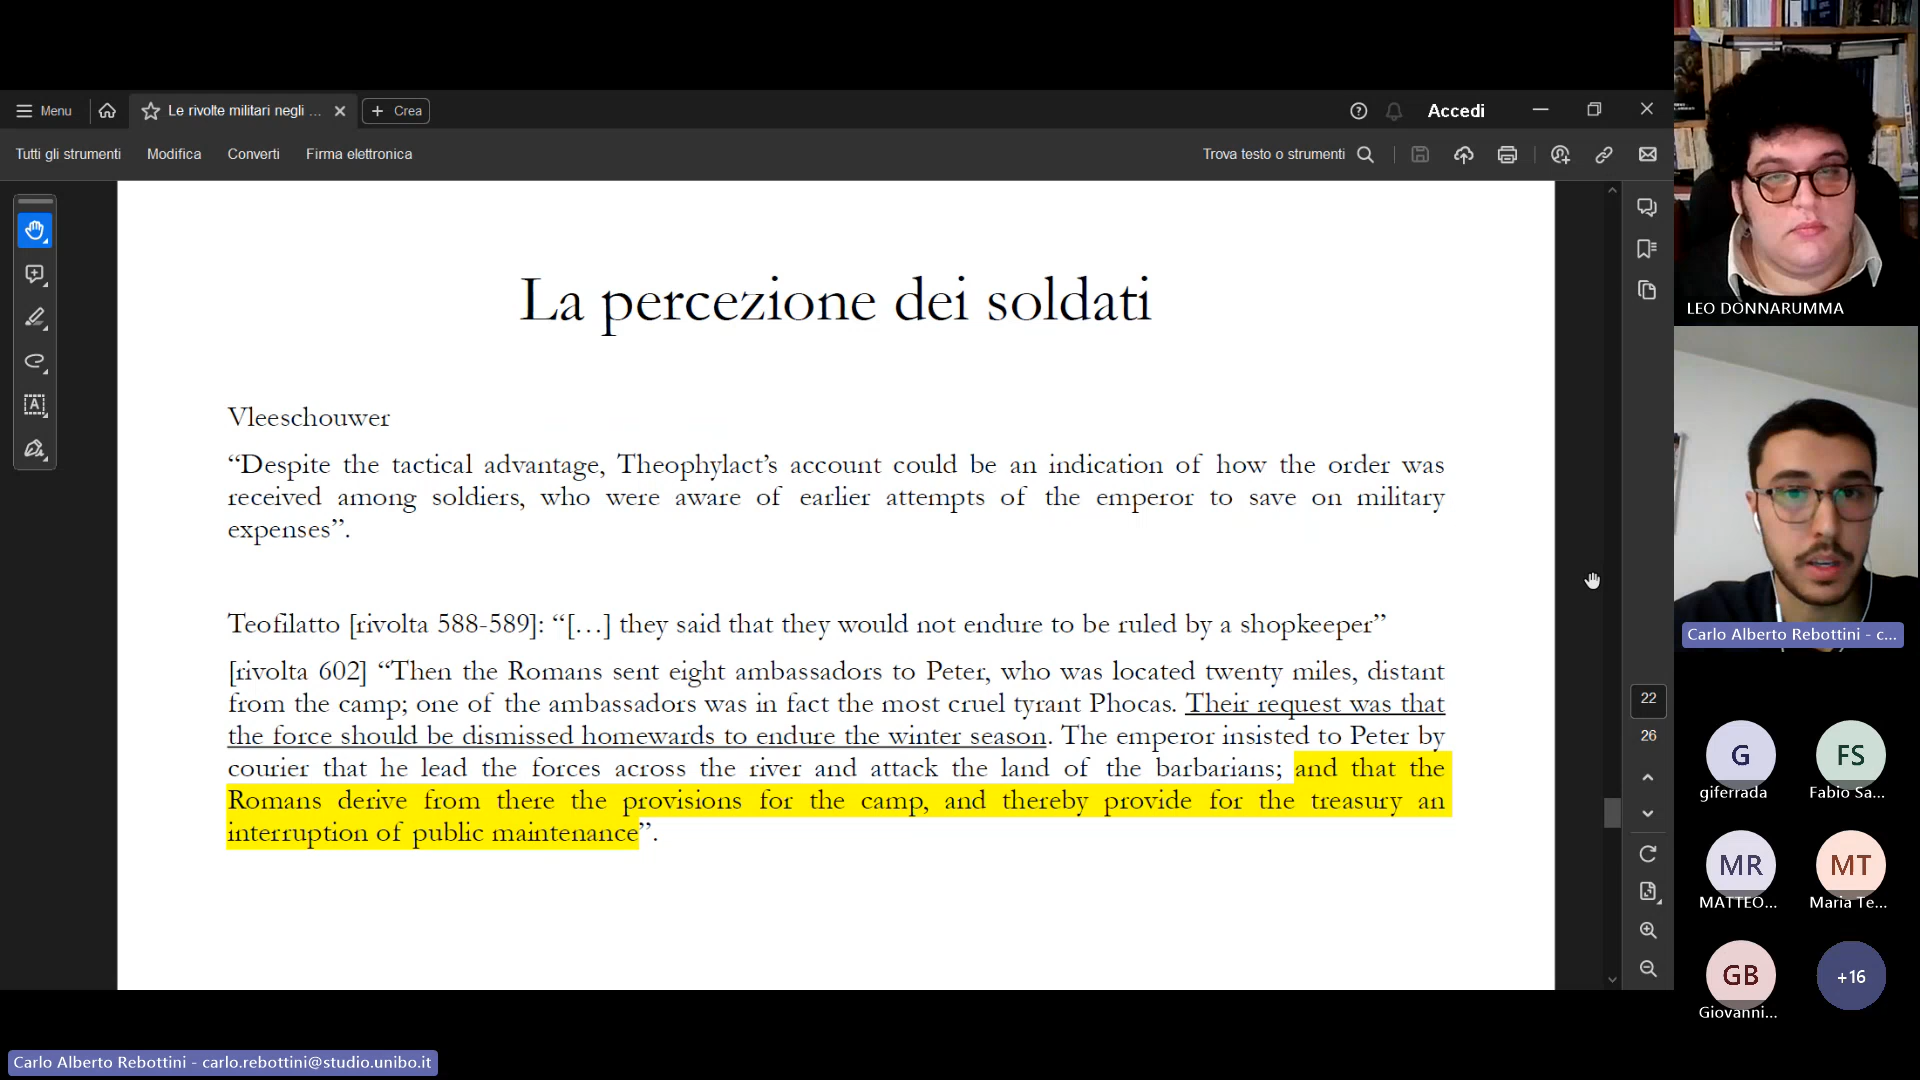 Menu
Le rivolte militari negli ...
Crea
Accedi
Tutti gli strumenti
Modifica
Converti
Firma elettronica
Trova testo o strumenti
La percezione dei soldati
Vleeschouwer
“Despite the tactical advantage, Theophylact’s account could be an indication of how the order was
received among soldiers, who were aware of earlier attempts of the emperor to save on military
expenses”.
Teofilatto [rivolta 588-589]: “[…] they said that they would not endure to be ruled by a shopkeeper”
[rivolta 602] “Then the Romans sent eight ambassadors to Peter, who was located twenty miles, distant
from the camp; one of the ambassadors was in fact the most cruel tyrant Phocas. Their request was that
the force should be dismissed homewards to endure the winter season. The emperor insisted to Peter by
courier that he lead the forces across the river and attack the land of the barbarians; and that the
Romans derive from there the provisions for the camp, and thereby provide for the treasury an
interruption of public maintenance”.
22
26
LEO DONNARUMMA
Carlo Alberto Rebottini - c...
G
giferrada
FS
Fabio Sa...
MR
MATTEO...
MT
Maria Te...
GB
Giovanni...
+16
Carlo Alberto Rebottini - carlo.rebottini@studio.unibo.it